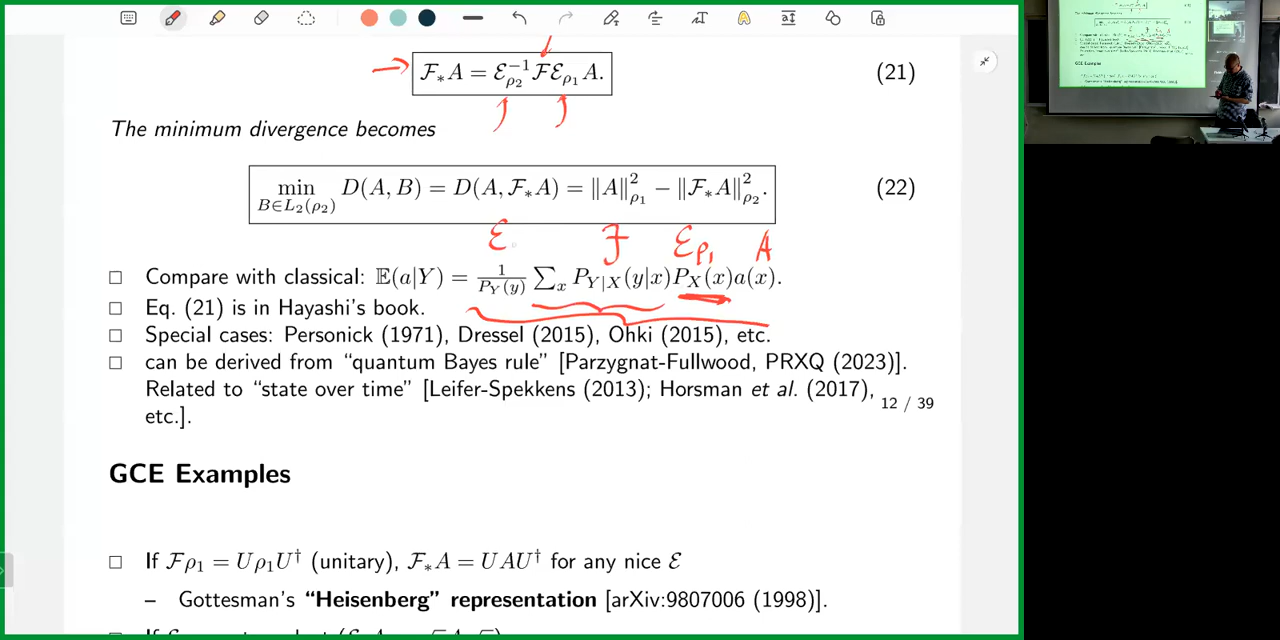 F_* A = E_{ρ_2}^{-1} F E_{ρ_1} A. (21)
The minimum divergence becomes
min_{B∈L_2(ρ_2)} D(A, B) = D(A, F_* A) = ‖A‖²_{ρ_1} − ‖F_* A‖²_{ρ_2}. (22)
E F E_{ρ_1} A
□ Compare with classical: 𝔼(a|Y) = 1/P_Y(y) ∑_x P_{Y|X}(y|x)P_X(x)a(x).
□ Eq. (21) is in Hayashi's book.
□ Special cases: Personick (1971), Dressel (2015), Ohki (2015), etc.
□ can be derived from “quantum Bayes rule” [Parzygnat-Fullwood, PRXQ (2023)].
Related to “state over time” [Leifer-Spekkens (2013); Horsman et al. (2017),
etc.].
12 / 39
GCE Examples
□ If Fρ_1 = Uρ_1U† (unitary), F_* A = UAU† for any nice E
– Gottesman's “Heisenberg” representation [arXiv:9807006 (1998)].
GCE Examples